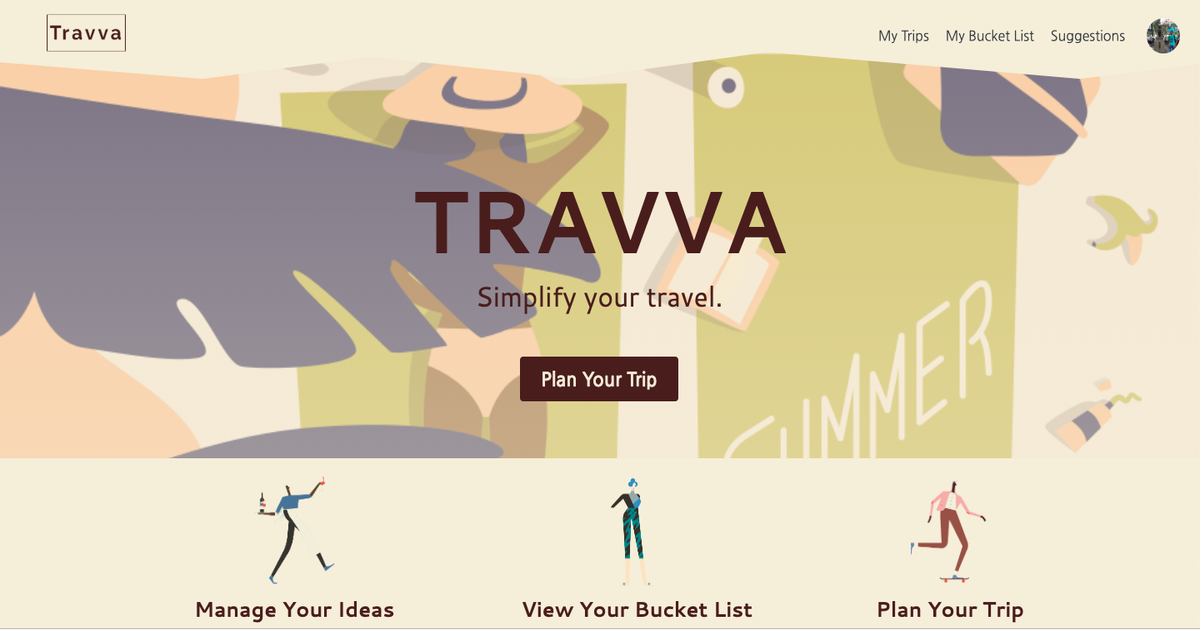 Travva
My Trips My Bucket List Suggestions
TRAVVA
Simplify your travel.
Plan Your Trip
SUMMER
Manage Your Ideas View Your Bucket List Plan Your Trip